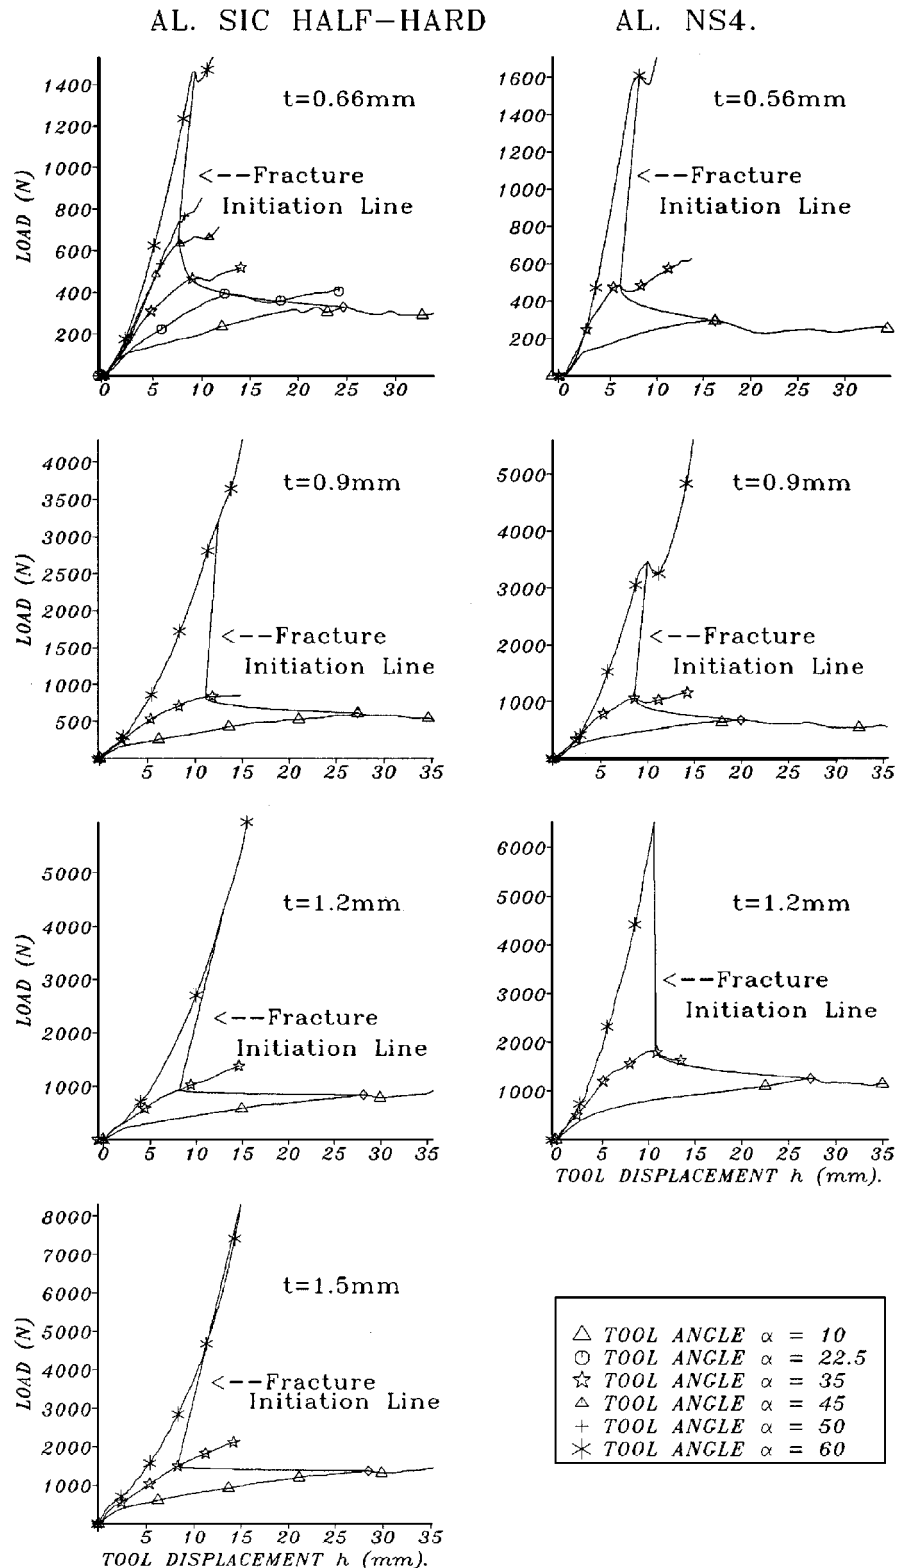 AL. SIC HALF-HARD
AL. NS4.
1400
1200
1000
800
600
400
200
LOAD (N)
t=0.66mm
<--Fracture
Initiation Line
0 5 10 15 20 25 30
1600
1400
1200
1000
800
600
400
200
t=0.56mm
<--Fracture
Initiation Line
0 5 10 15 20 25 30
4000
3500
3000
2500
2000
1500
1000
500
LOAD (N)
t=0.9mm
<--Fracture
Initiation Line
5 10 15 20 25 30 35
5000
4000
3000
2000
1000
t=0.9mm
<--Fracture
Initiation Line
5 10 15 20 25 30 35
5000
4000
3000
2000
1000
LOAD (N)
t=1.2mm
<--Fracture
Initiation Line
0 5 10 15 20 25 30 35
6000
5000
4000
3000
2000
1000
t=1.2mm
<--Fracture
Initiation Line
0 5 10 15 20 25 30 35
TOOL DISPLACEMENT h (mm).
8000
7000
6000
5000
4000
3000
2000
1000
LOAD (N)
t=1.5mm
<--Fracture
Initiation Line
5 10 15 20 25 30 35
TOOL DISPLACEMENT h (mm).
TOOL ANGLE α = 10
TOOL ANGLE α = 22.5
TOOL ANGLE α = 35
TOOL ANGLE α = 45
TOOL ANGLE α = 50
TOOL ANGLE α = 60